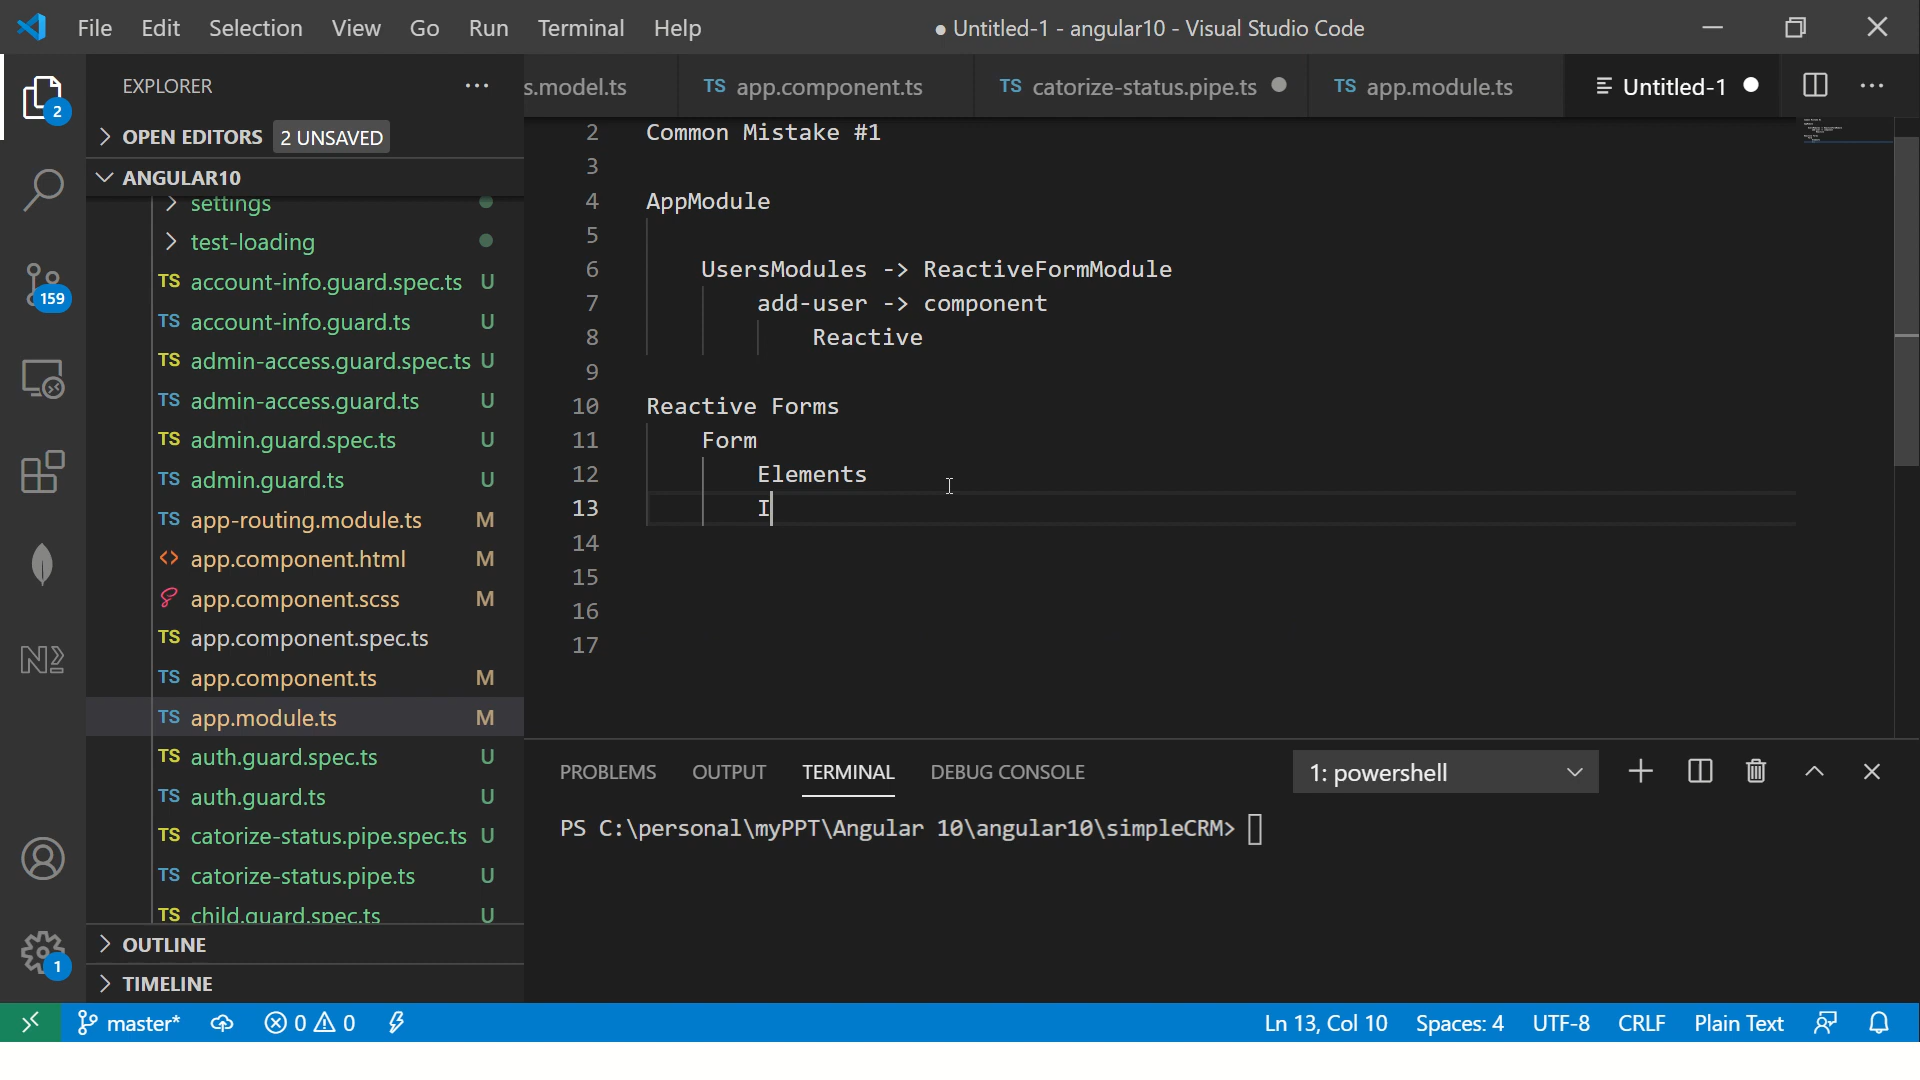 File Edit Selection View Go Run Terminal Help ● Untitled-1 - angular10 - Visual Studio Code
EXPLORER ···
s.model.ts TS app.component.ts TS catorize-status.pipe.ts TS app.module.ts Untitled-1 ···
2
OPEN EDITORS 2 UNSAVED
ANGULAR10
settings
test-loading
TS account-info.guard.spec.ts U
TS account-info.guard.ts U
TS admin-access.guard.spec.ts U
TS admin-access.guard.ts U
TS admin.guard.spec.ts U
TS admin.guard.ts U
TS app-routing.module.ts M
<> app.component.html M
app.component.scss M
TS app.component.spec.ts
TS app.component.ts M
TS app.module.ts M
TS auth.guard.spec.ts U
TS auth.guard.ts U
TS catorize-status.pipe.spec.ts U
TS catorize-status.pipe.ts U
TS child.guard.spec.ts U
OUTLINE
TIMELINE
159
1
2 Common Mistake #1
3
4 AppModule
5
6 UsersModules -> ReactiveFormModule
7 add-user -> component
8 Reactive
9
10 Reactive Forms
11 Form
12 Elements
13 I
14
15
16
17
PROBLEMS OUTPUT TERMINAL DEBUG CONSOLE 1: powershell
PS C:\personal\myPPT\Angular 10\angular10\simpleCRM>
master* 0 0 Ln 13, Col 10 Spaces: 4 UTF-8 CRLF Plain Text